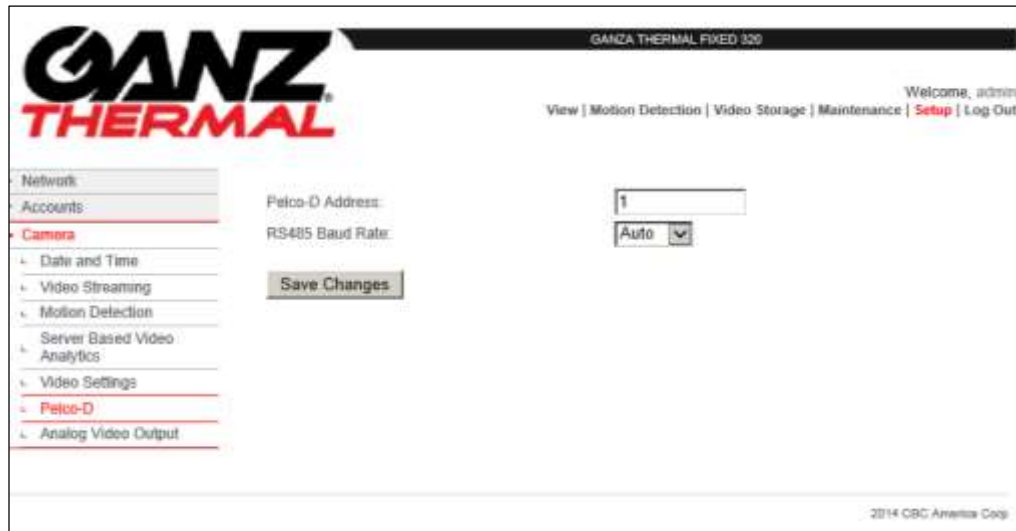 GANZ
THERMAL
GANZA THERMAL FIXED 320
Welcome, admin
View | Motion Detection | Video Storage | Maintenance | Setup | Log Out
Network
Accounts
Camera
Date and Time
Video Streaming
Motion Detection
Server Based Video
Analytics
Video Settings
Pelco-D
Analog Video Output
Pelco-D Address:
1
RS485 Baud Rate:
Auto
Save Changes
2014 CBC America Corp